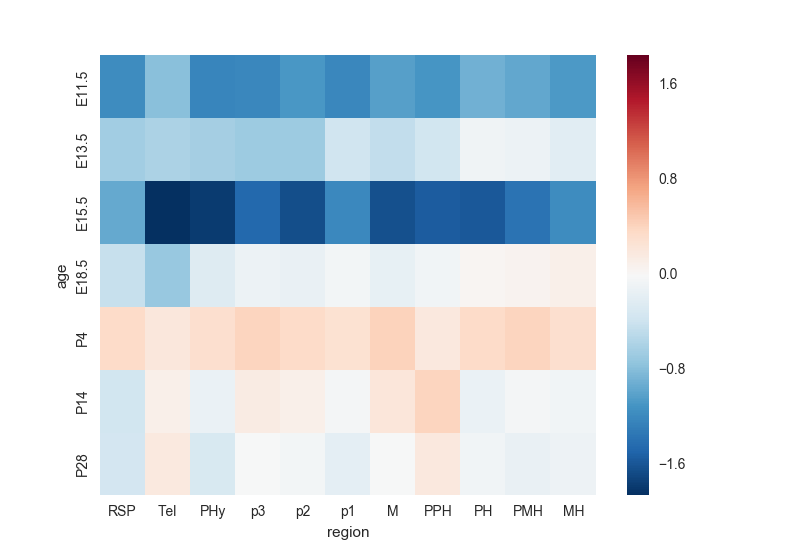 E11.5
E13.5
E15.5
E18.5
P4
P14
P28
age
RSP Tel PHy p3 p2 p1 M PPH PH PMH MH
region
1.6
0.8
0.0
−0.8
−1.6